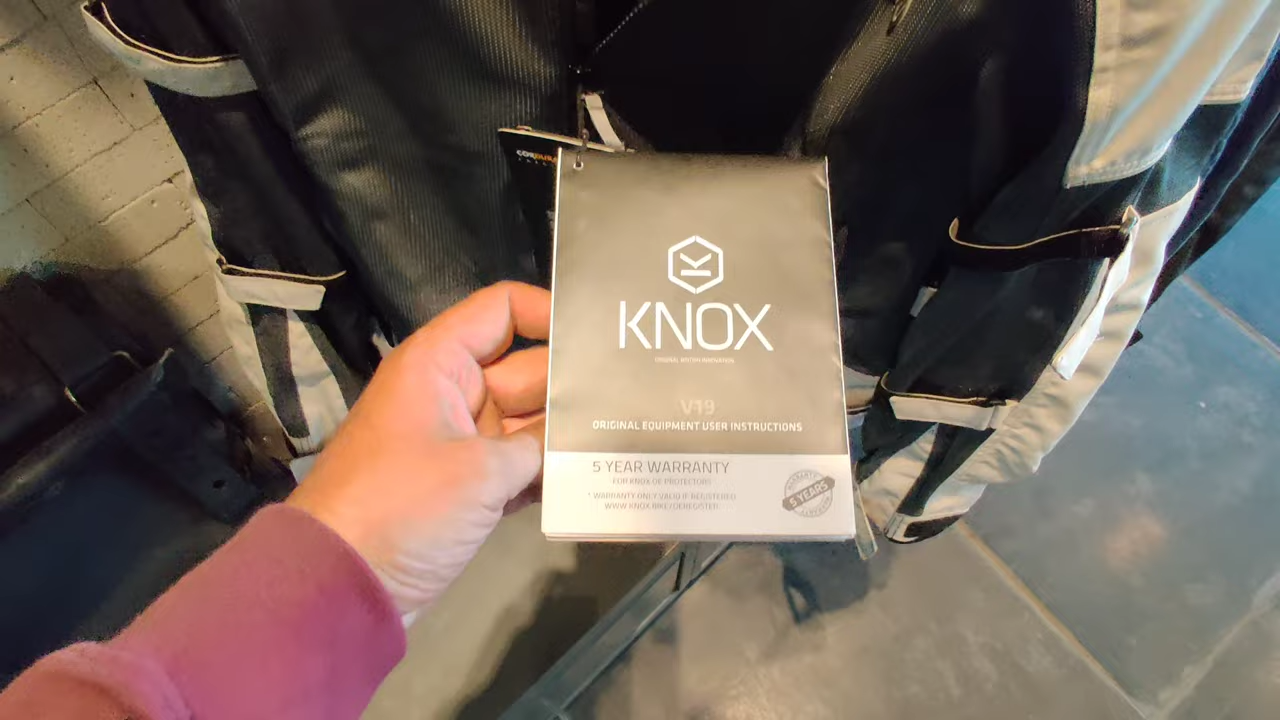 KNOX
ORIGINAL BRITISH INNOVATION
V19
ORIGINAL EQUIPMENT USER INSTRUCTIONS
5 YEAR WARRANTY
FOR KNOX OE PROTECTORS
* WARRANTY ONLY VALID IF REGISTERED
WWW.KNOX.BIKE/OEREGISTER
5 YEARS